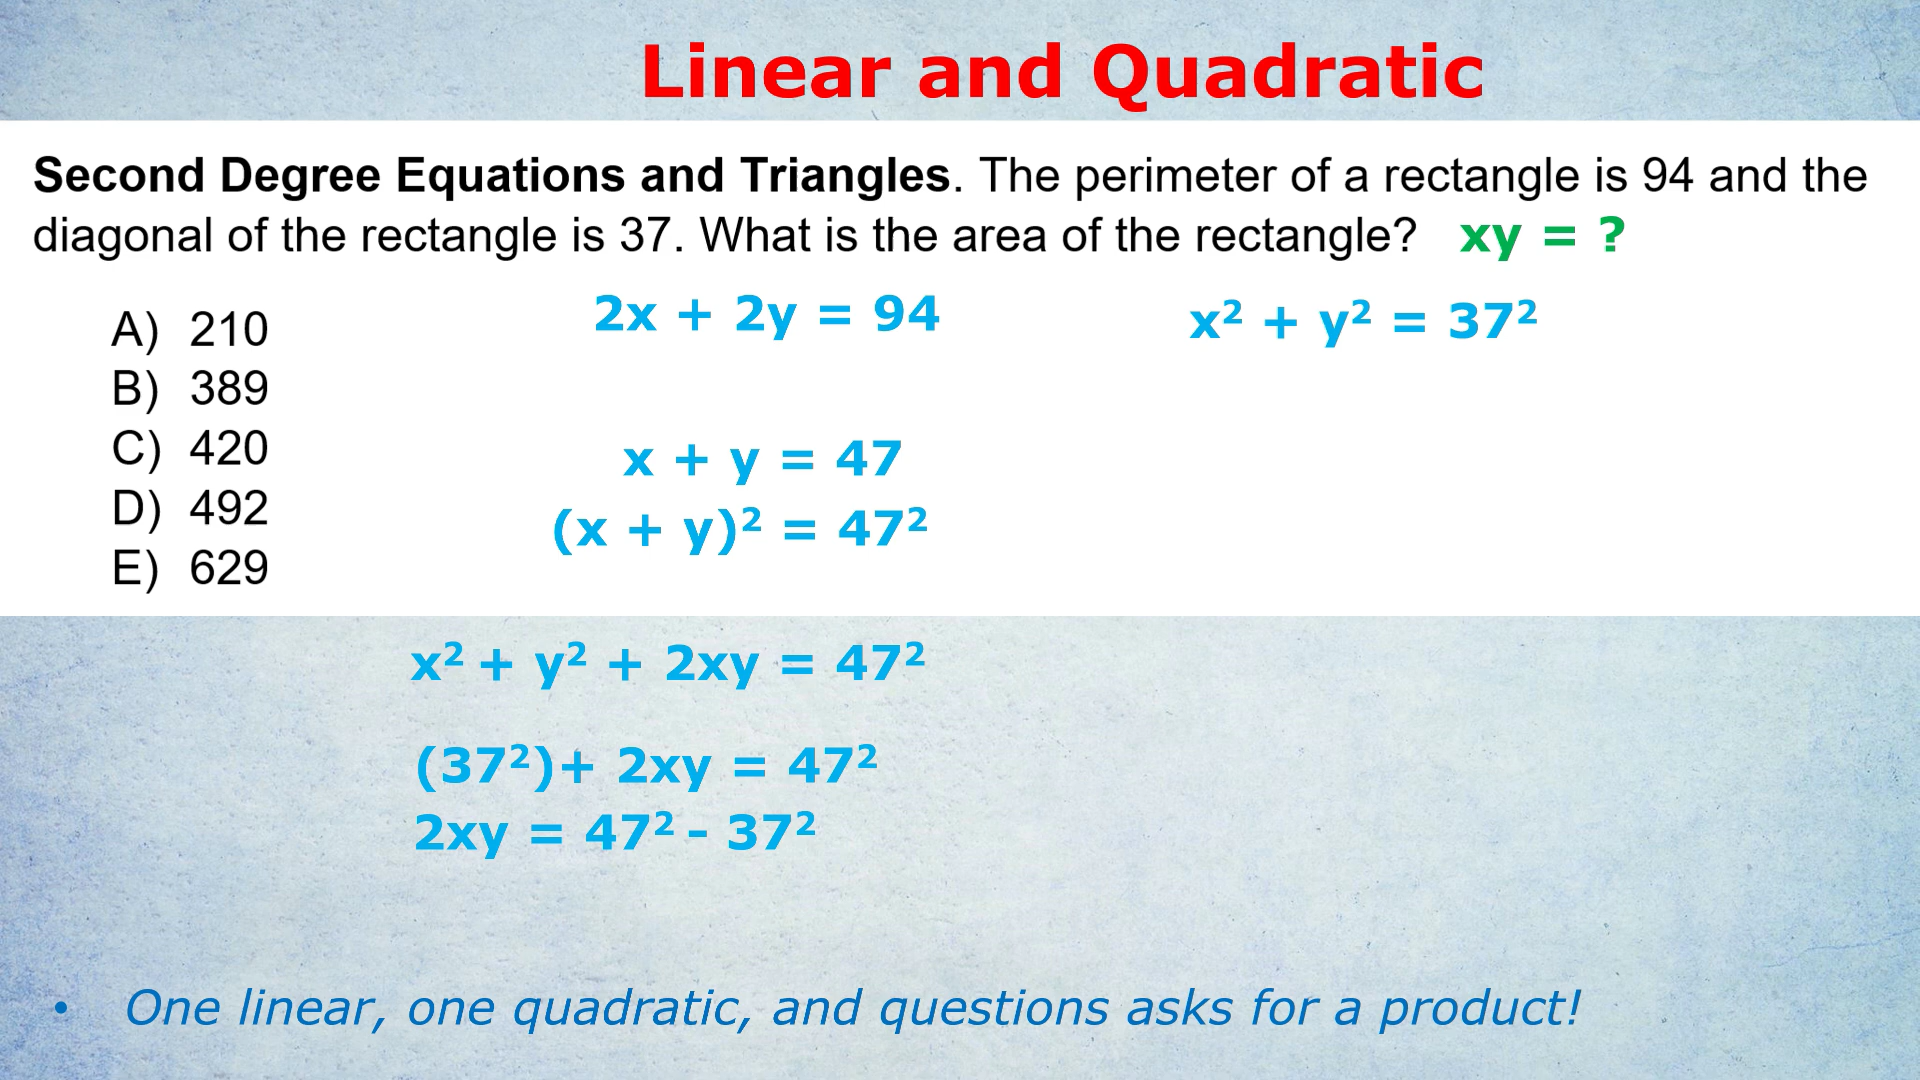 Linear and Quadratic
Second Degree Equations and Triangles. The perimeter of a rectangle is 94 and the
diagonal of the rectangle is 37. What is the area of the rectangle? xy = ?
A) 210
B) 389
C) 420
D) 492
E) 629
2x + 2y = 94
x² + y² = 37²
x + y = 47
(x + y)² = 47²
x² + y² + 2xy = 47²
(37²)+ 2xy = 47²
2xy = 47² - 37²
• One linear, one quadratic, and questions asks for a product!